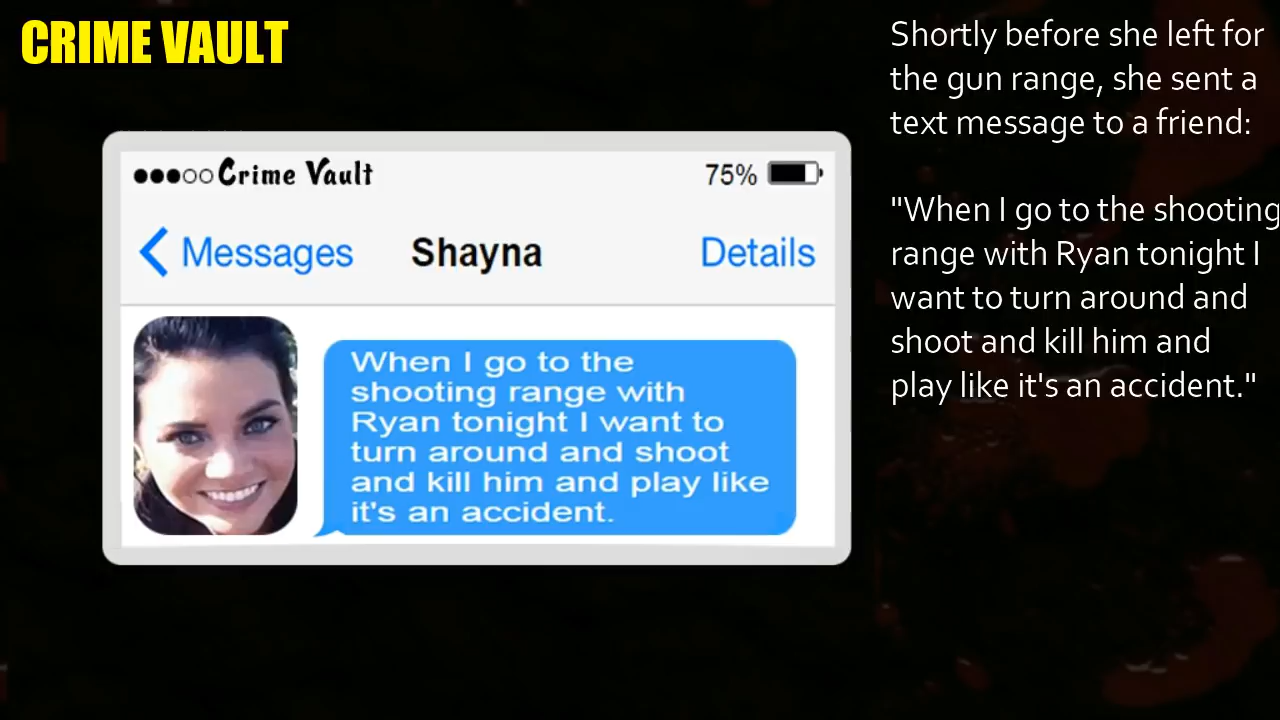 CRIME VAULT
Shortly before she left for
the gun range, she sent a
text message to a friend:
"When I go to the shooting
range with Ryan tonight I
want to turn around and
shoot and kill him and
play like it's an accident."
Crime Vault 75%
Messages Shayna Details
When I go to the
shooting range with
Ryan tonight I want to
turn around and shoot
and kill him and play like
it's an accident.